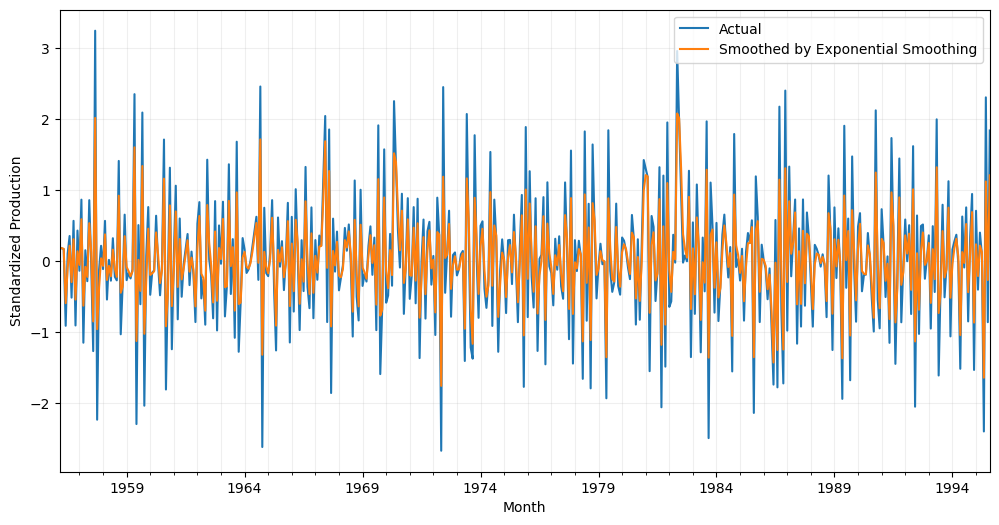 Actual
Smoothed by Exponential Smoothing
Standardized Production
3
2
1
0
−1
−2
1959 1964 1969 1974 1979 1984 1989 1994
Month